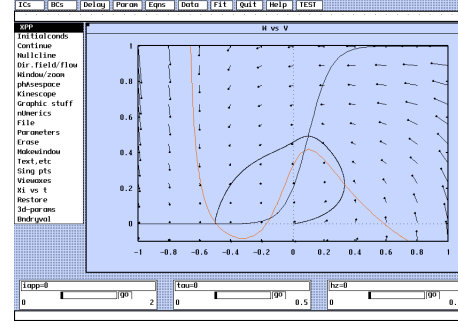 ICs BCs Delay Param Eqns Data Fit Quit Help TEST
XPP
W vs V
Initialconds
Continue
Nullcline
Dir.field/flow
Window/zoom
phAsespace
Kinescope
Graphic stuff
nUmerics
File
Parameters
Erase
Makewindow
Text,etc
Sing pts
Viewaxes
Xi vs t
Restore
3d-params
Bndryval
0.8
0.6
0.4
0.2
0
-1 -0.8 -0.6 -0.4 -0.2 0 0.2 0.4 0.6 0.8 1
iapp=0 tau=0 hz=0
go go go
0 2 0 0.5 0 0.